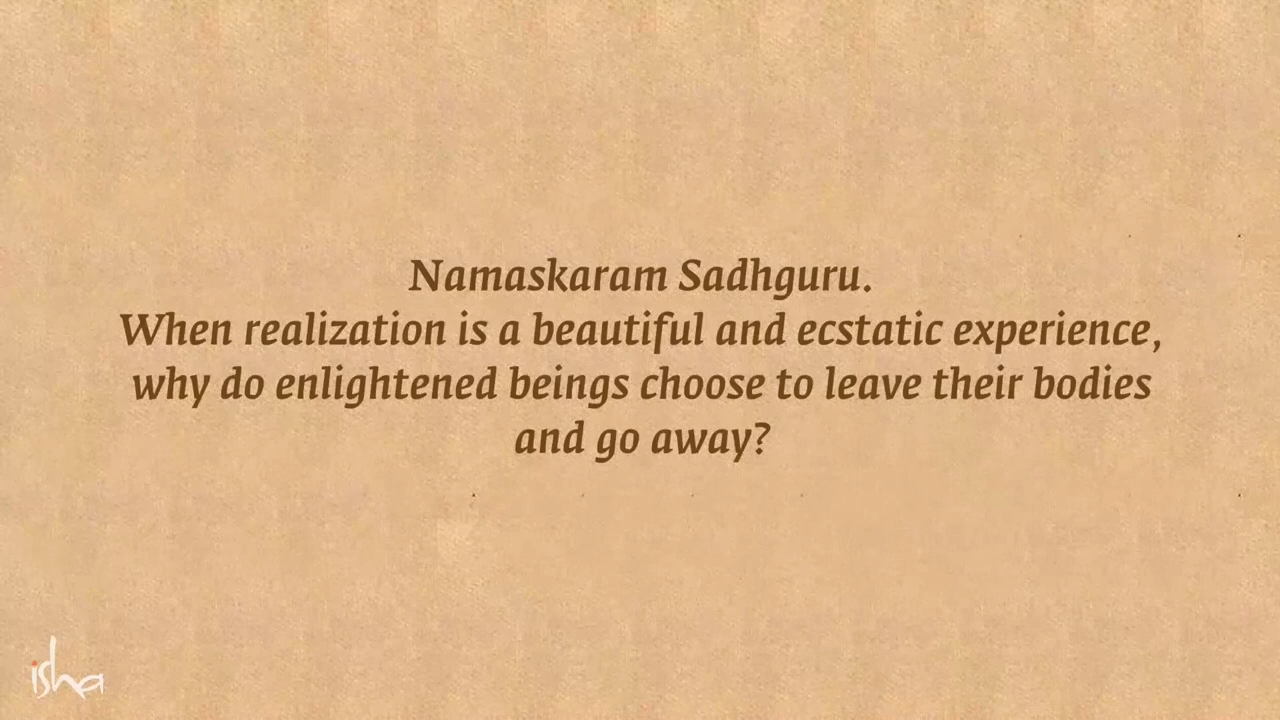 Namaskaram Sadhguru.
When realization is a beautiful and ecstatic experience,
why do enlightened beings choose to leave their bodies
and go away?
isha